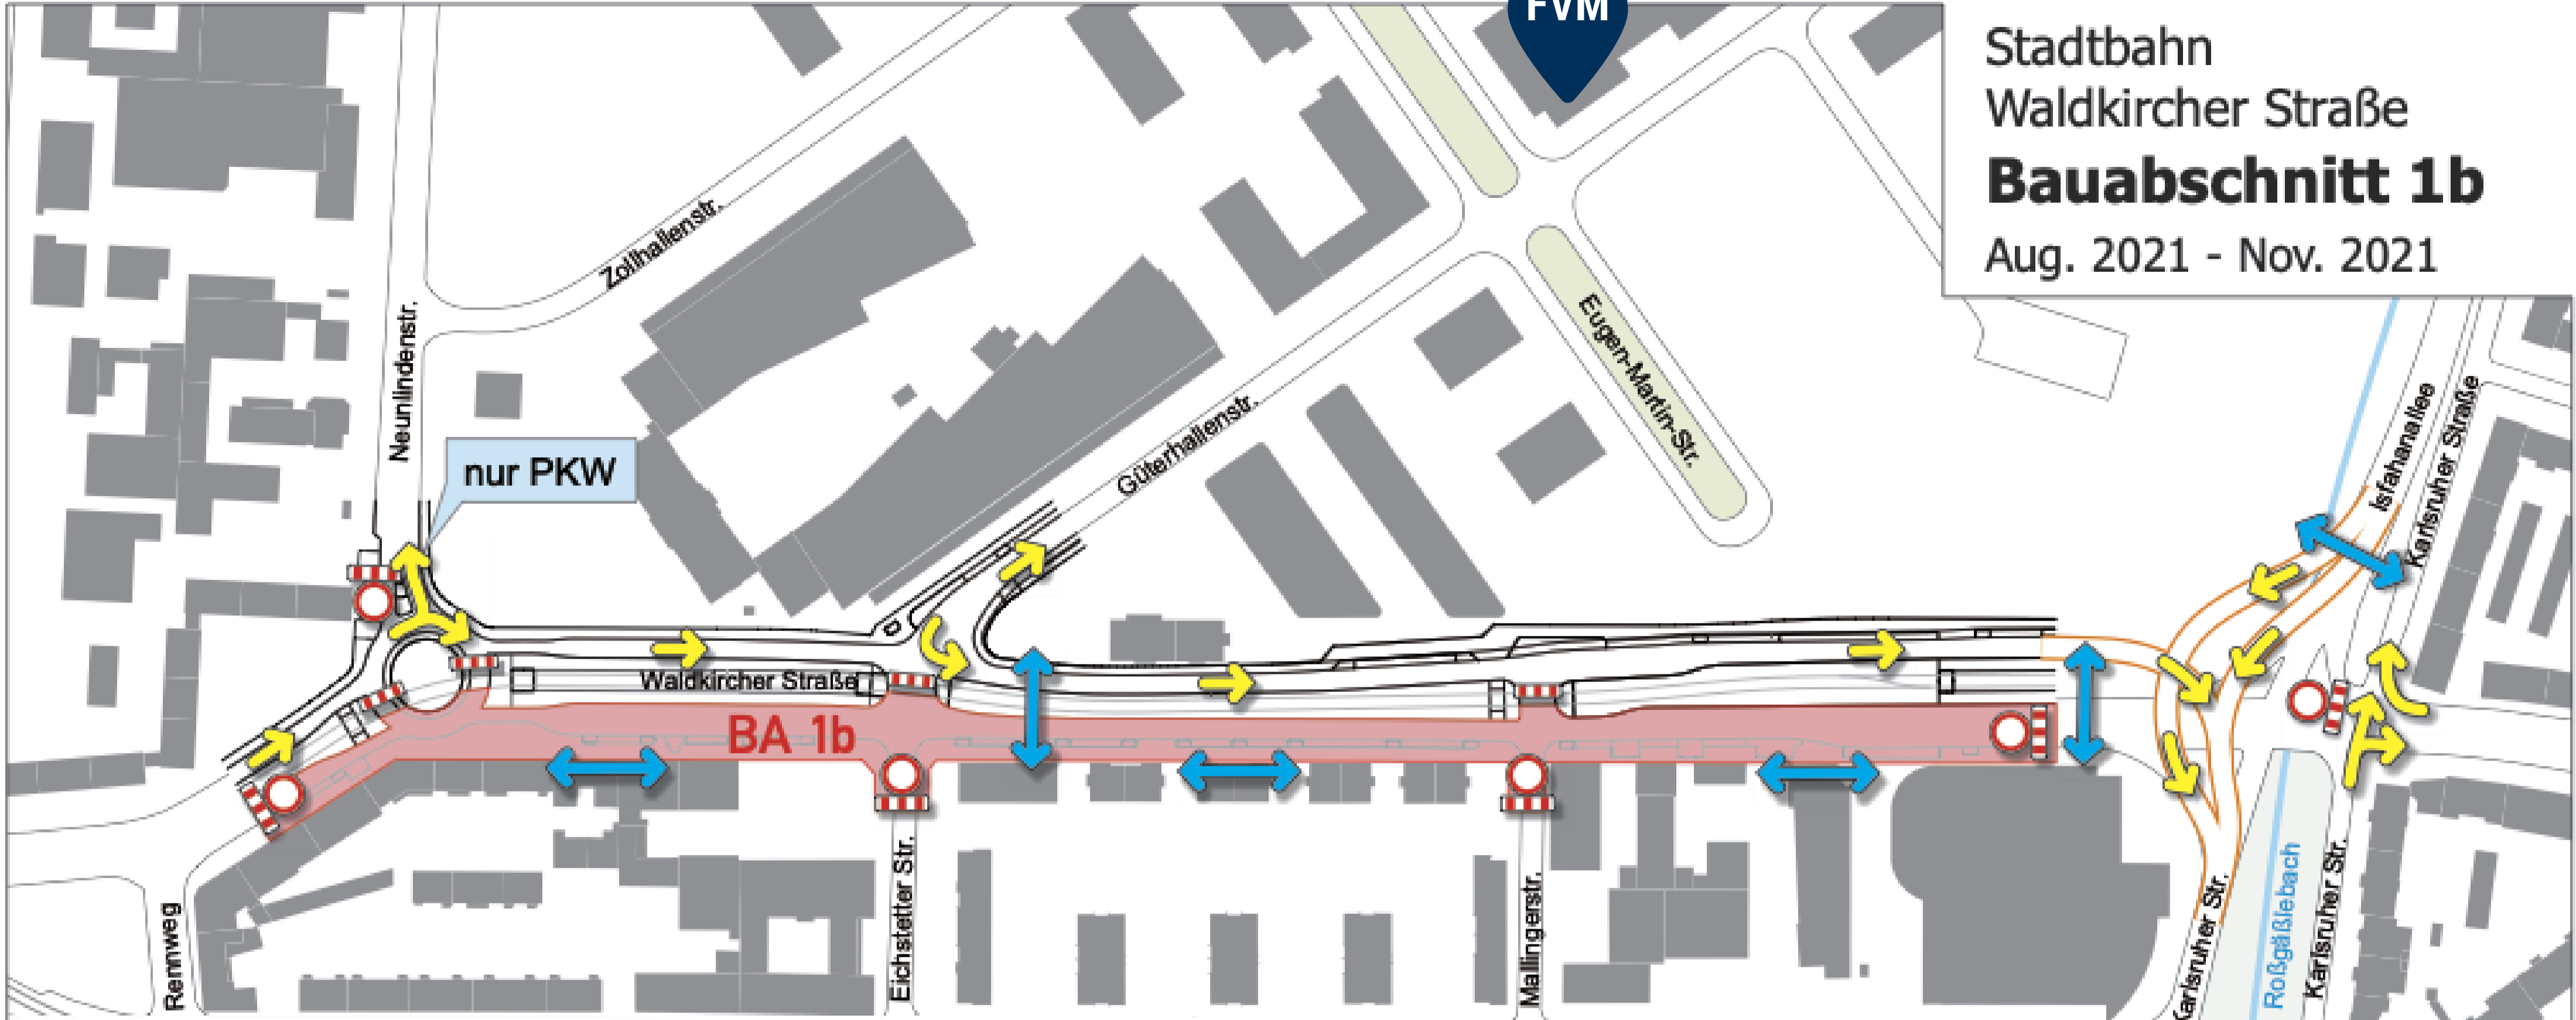 FVM
Stadtbahn
Waldkircher Straße
Bauabschnitt 1b
Aug. 2021 - Nov. 2021
Zollhallenstr.
Neunlindenstr.
nur PKW
Güterhallenstr.
Eugen-Martin-Str.
Isfahanallee
Karlsruher Straße
Waldkircher Straße
BA 1b
Rennweg
Eichstetter Str.
Mallingerstr.
Karlsruher Str.
Roßgäßlebach
Karlsruher Str.